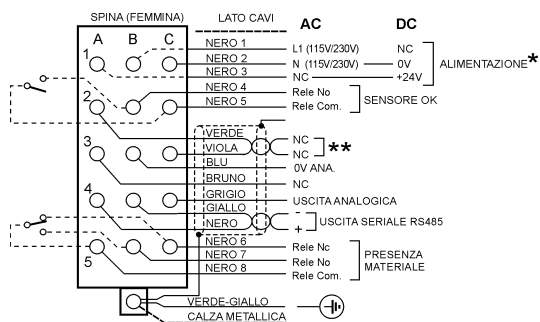 SPINA (FEMMINA) LATO CAVI AC DC
A B C
1
NERO 1 L1 (115V/230V) NC
NERO 2 N (115V/230V) 0V
NERO 3 NC +24V
ALIMENTAZIONE*
2
NERO 4 Rele No
NERO 5 Rele Com.
SENSORE OK
VERDE NC
VIOLA NC
**
3
BLU 0V ANA.
BRUNO NC
4
GRIGIO USCITA ANALOGICA
GIALLO -
NERO +
USCITA SERIALE RS485
5
NERO 6 Rele Nc
NERO 7 Rele No
NERO 8 Rele Com.
PRESENZA
MATERIALE
VERDE-GIALLO
CALZA METALLICA